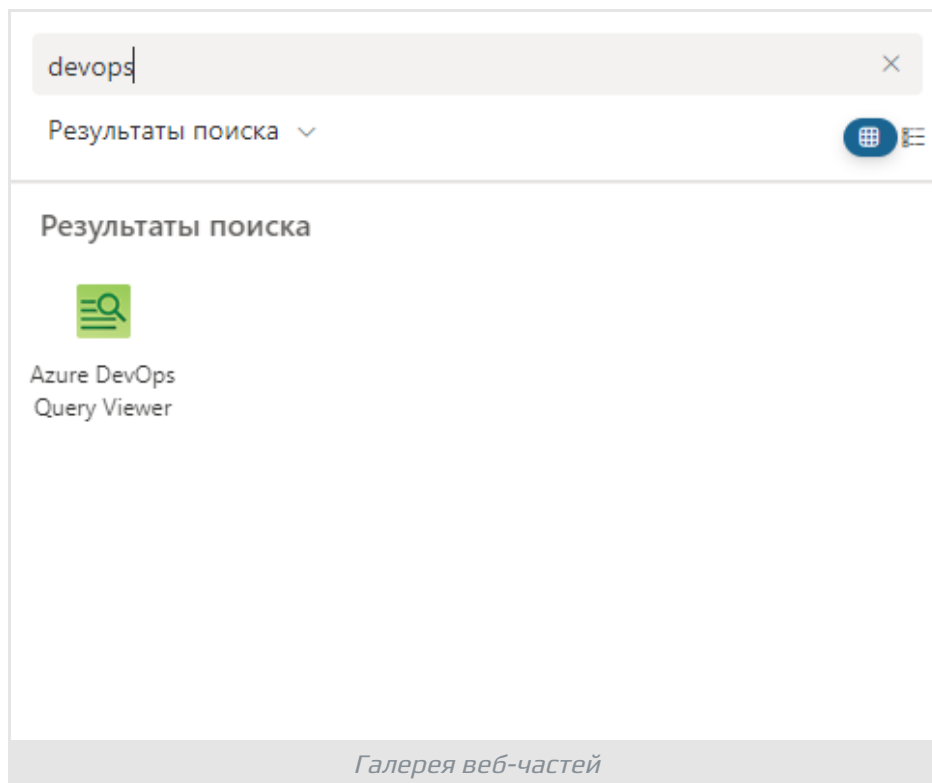 devops
Результаты поиска
Результаты поиска
Azure DevOps
Query Viewer
Галерея веб-частей